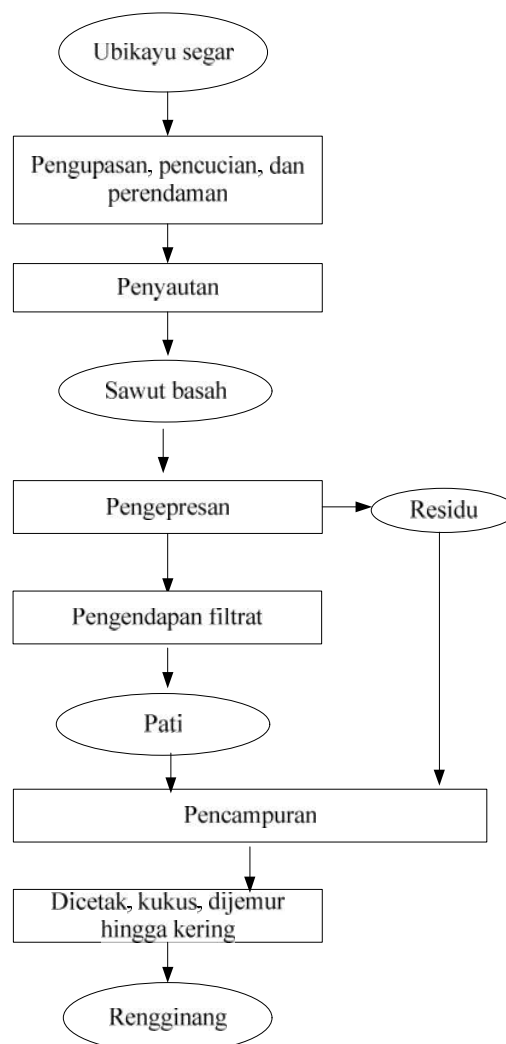 Ubikayu segar
Pengupasan, pencucian, dan
perendaman
Penyautan
Sawut basah
Pengepresan
Residu
Pengendapan filtrat
Pati
Pencampuran
Dicetak, kukus, dijemur
hingga kering
Rengginang